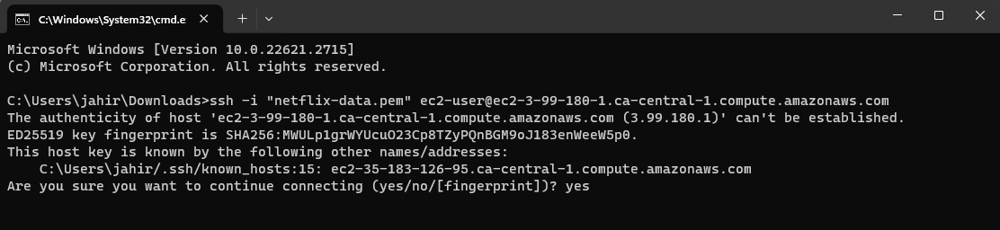 C:\Windows\System32\cmd.e
Microsoft Windows [Version 10.0.22621.2715]
(c) Microsoft Corporation. All rights reserved.
C:\Users\jahir\Downloads>ssh -i "netflix-data.pem" ec2-user@ec2-3-99-180-1.ca-central-1.compute.amazonaws.com
The authenticity of host 'ec2-3-99-180-1.ca-central-1.compute.amazonaws.com (3.99.180.1)' can't be established.
ED25519 key fingerprint is SHA256:MWULp1grWYUcuO23Cp8TZyPQnBGM9oJ183enWeeW5p0.
This host key is known by the following other names/addresses:
    C:\Users\jahir/.ssh/known_hosts:15: ec2-35-183-126-95.ca-central-1.compute.amazonaws.com
Are you sure you want to continue connecting (yes/no/[fingerprint])? yes